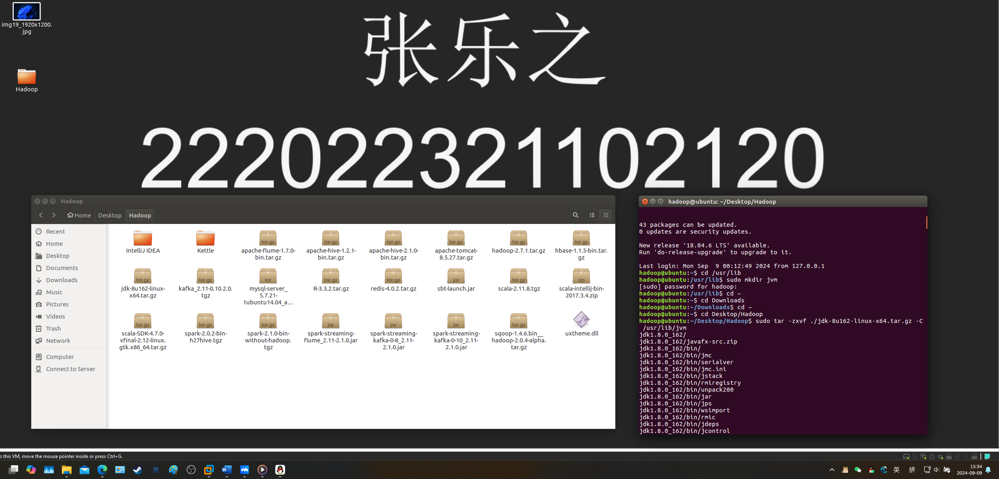 img19_1920x1200.
jpg
Hadoop
张乐之
222022321102120
Hadoop
Home
Desktop
Hadoop
Recent
Home
Desktop
Documents
Downloads
Music
Pictures
Videos
Trash
Network
Computer
Connect to Server
IntelliJ IDEA
Kettle
tar.gz
apache-flume-1.7.0-
bin.tar.gz
tar.gz
apache-hive-1.2.1-
bin.tar.gz
tar.gz
apache-hive-2.1.0-
bin.tar.gz
tar.gz
apache-tomcat-
8.5.27.tar.gz
tar.gz
hadoop-2.7.1.tar.gz
tar.gz
hbase-1.1.5-bin.tar.
gz
tar.gz
jdk-8u162-linux-
x64.tar.gz
tar.gz
kafka_2.11-0.10.2.0.
tgz
tar
mysql-server_
5.7.21-
1ubuntu14.04_a...
tar.gz
R-3.3.2.tar.gz
tar.gz
redis-4.0.2.tar.gz
jar
sbt-launch.jar
tar.gz
scala-2.11.8.tgz
zip
scala-intellij-bin-
2017.3.4.zip
tar.gz
scala-SDK-4.7.0-
vfinal-2.12-linux.
gtk.x86_64.tar.gz
tar.gz
spark-2.0.2-bin-
h27hive.tgz
tar.gz
spark-2.1.0-bin-
without-hadoop.
tgz
jar
spark-streaming-
flume_2.11-2.1.0.jar
jar
spark-streaming-
kafka-0-8_2.11-
2.1.0.jar
jar
spark-streaming-
kafka-0-10_2.11-
2.1.0.jar
tar.gz
sqoop-1.4.6.bin__
hadoop-2.0.4-alpha.
tar.gz
uxtheme.dll
hadoop@ubuntu: ~/Desktop/Hadoop
43 packages can be updated.
0 updates are security updates.
New release '18.04.6 LTS' available.
Run 'do-release-upgrade' to upgrade to it.
Last login: Mon Sep  9 00:12:49 2024 from 127.0.0.1
hadoop@ubuntu:~$ cd /usr/lib
hadoop@ubuntu:/usr/lib$ sudo mkdir jvm
[sudo] password for hadoop:
hadoop@ubuntu:/usr/lib$ cd ~
hadoop@ubuntu:~$ cd Downloads
hadoop@ubuntu:~/Downloads$ cd ~
hadoop@ubuntu:~$ cd Desktop/Hadoop
hadoop@ubuntu:~/Desktop/Hadoop$ sudo tar -zxvf ./jdk-8u162-linux-x64.tar.gz -C
/usr/lib/jvm
jdk1.8.0_162/
jdk1.8.0_162/javafx-src.zip
jdk1.8.0_162/bin/
jdk1.8.0_162/bin/jmc
jdk1.8.0_162/bin/serialver
jdk1.8.0_162/bin/jmc.ini
jdk1.8.0_162/bin/jstack
jdk1.8.0_162/bin/rmiregistry
jdk1.8.0_162/bin/unpack200
jdk1.8.0_162/bin/jar
jdk1.8.0_162/bin/jps
jdk1.8.0_162/bin/wsimport
jdk1.8.0_162/bin/rmic
jdk1.8.0_162/bin/jdeps
jdk1.8.0_162/bin/jcontrol
o this VM, move the mouse pointer inside or press Ctrl+G.
英
拼
15:34
2024-09-09